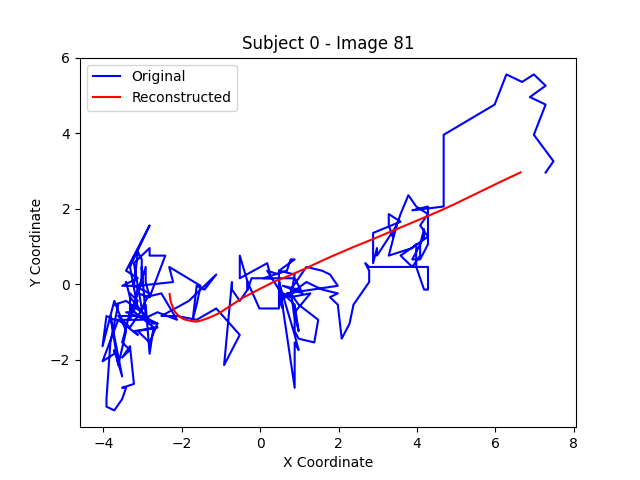 Subject 0 - Image 81
Original
Reconstructed
Y Coordinate
6
4
2
0
−2
−4 −2 0 2 4 6 8
X Coordinate